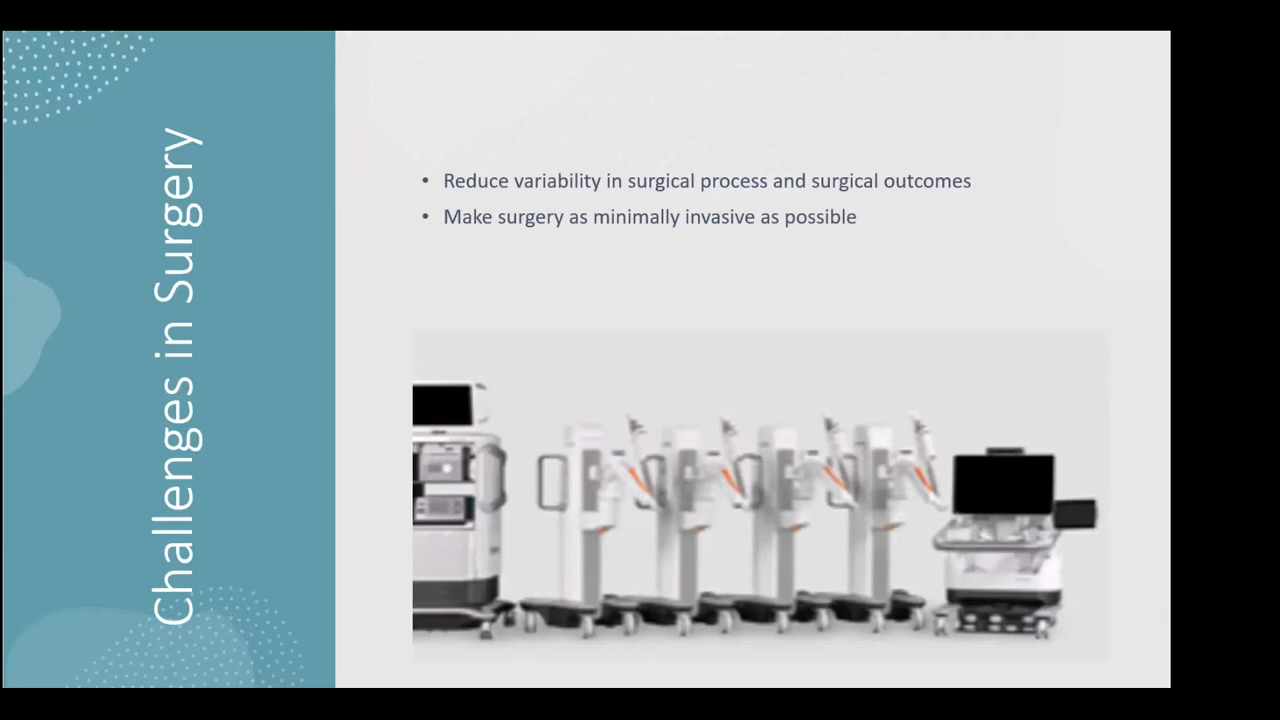 Challenges in Surgery
• Reduce variability in surgical process and surgical outcomes
• Make surgery as minimally invasive as possible